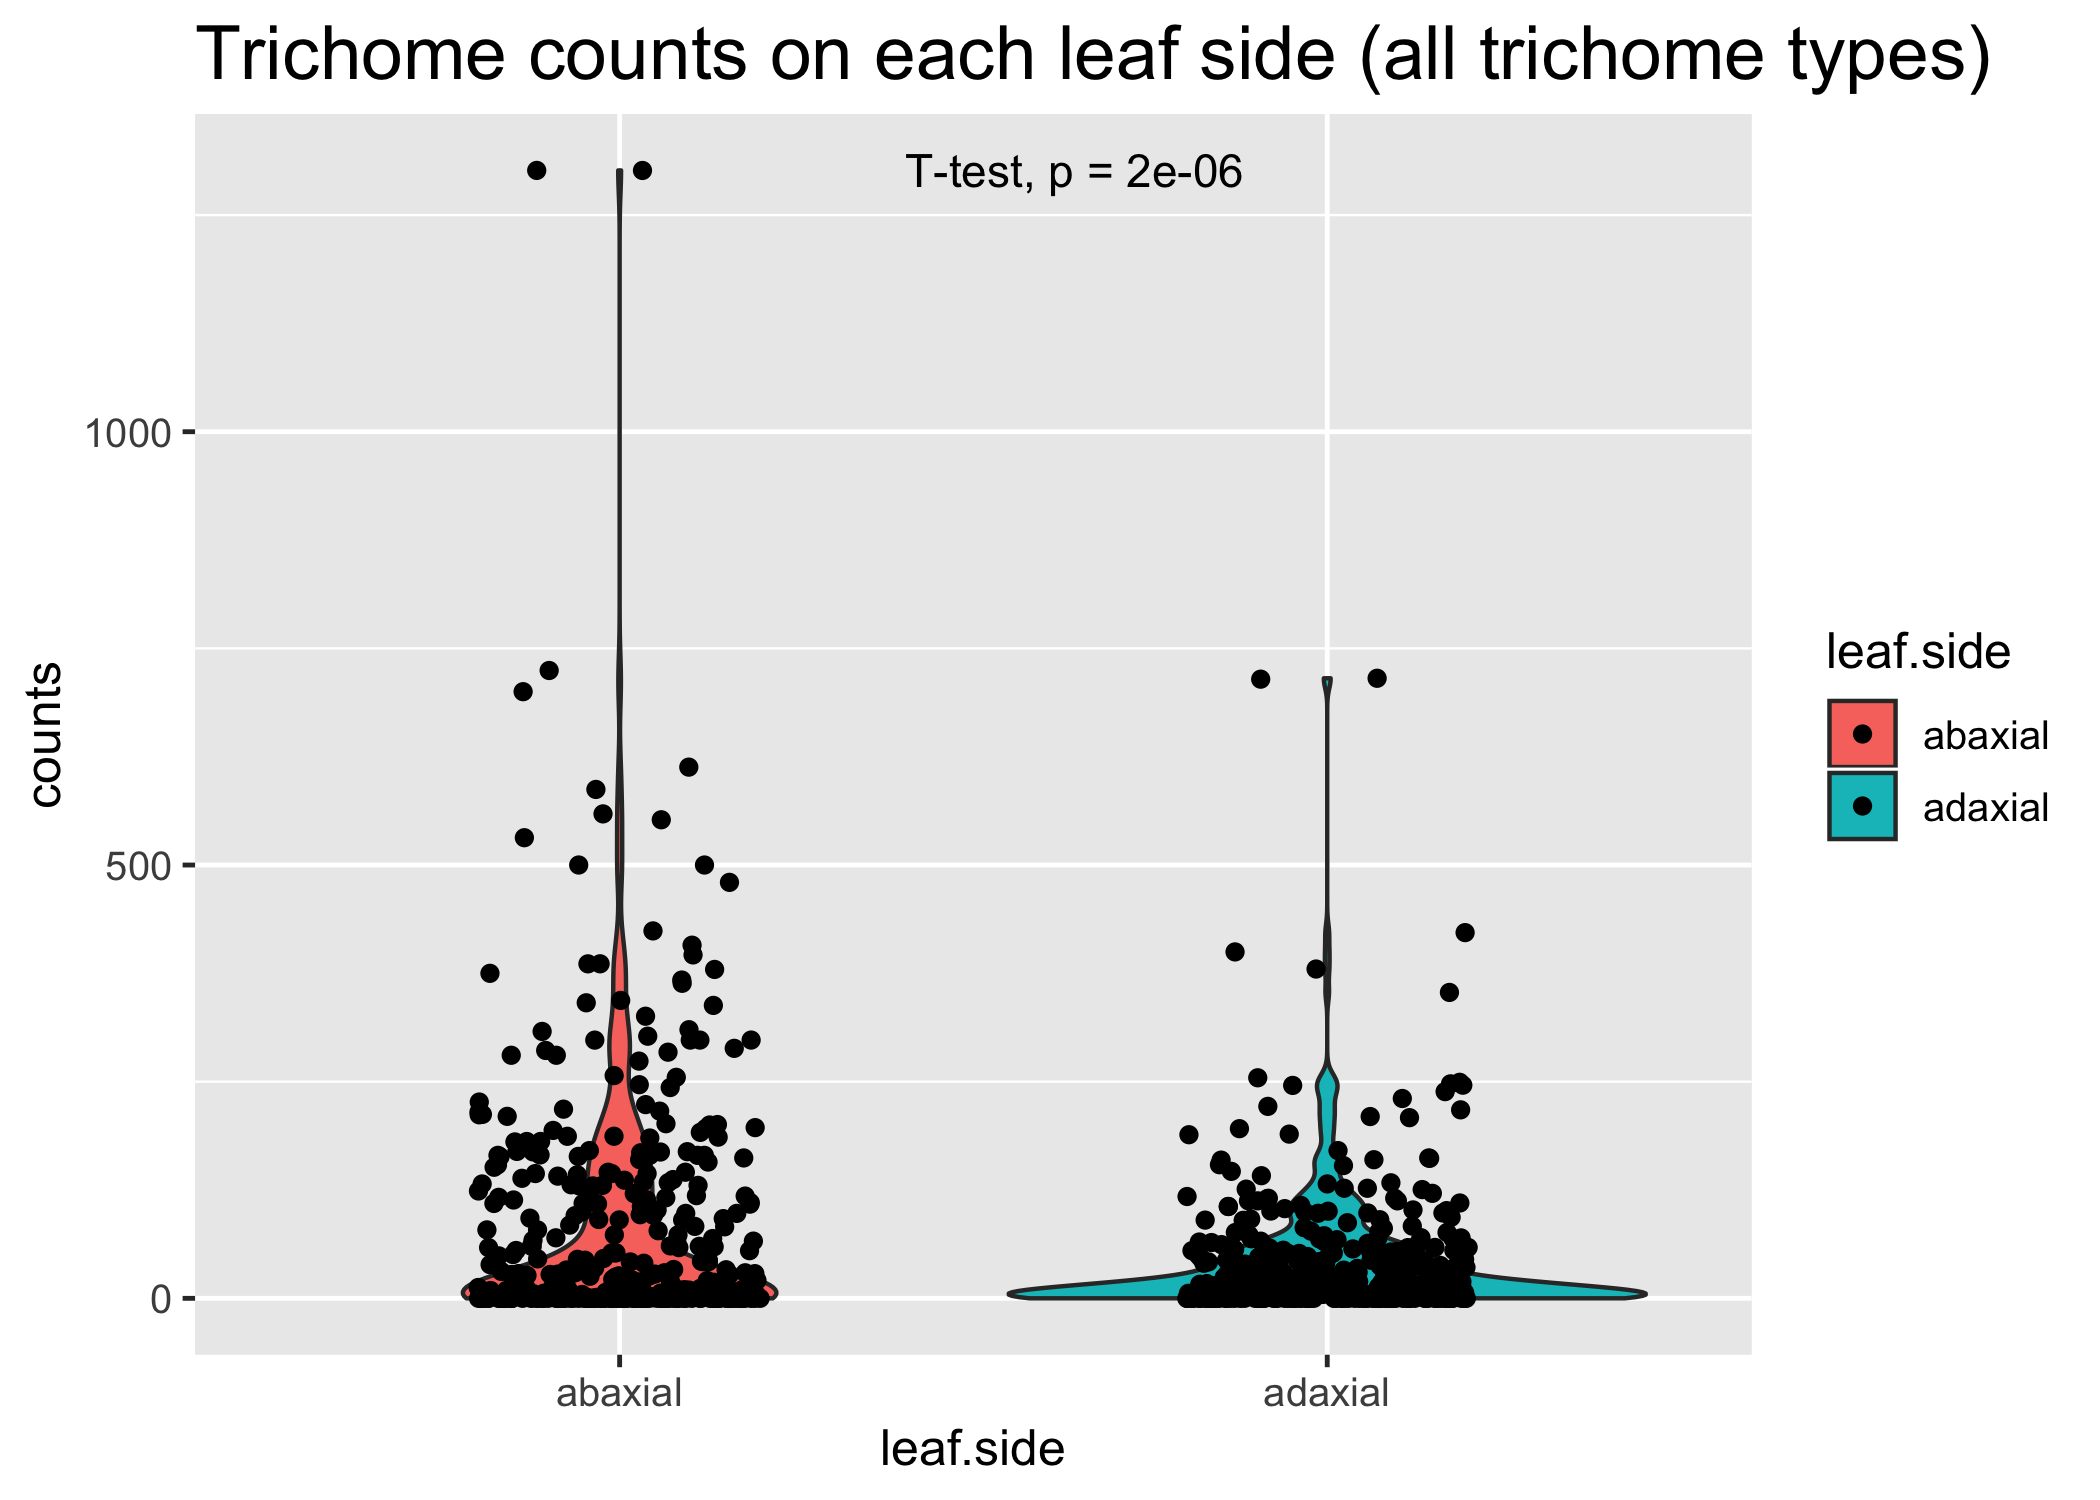 Trichome counts on each leaf side (all trichome types)
T-test, p = 2e-06
1000
500
0
counts
abaxial
adaxial
leaf.side
leaf.side
abaxial
adaxial